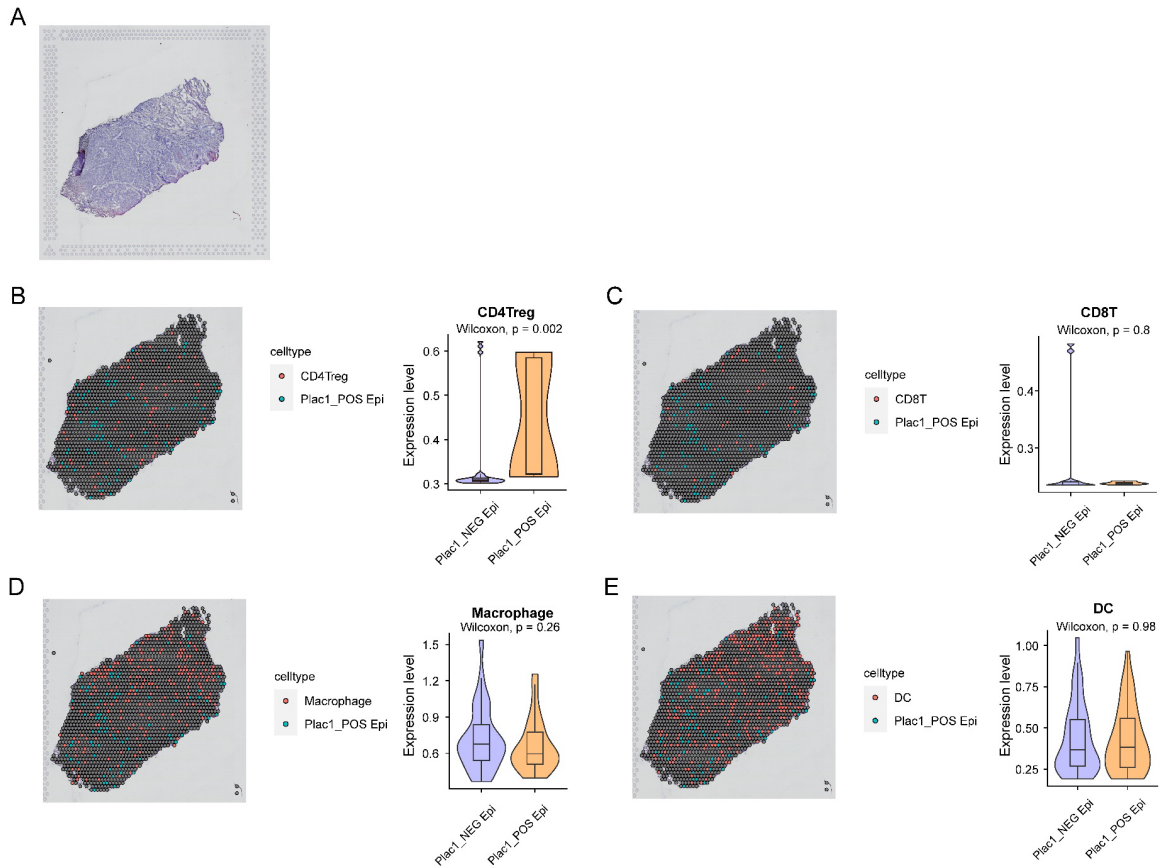 A
B
celltype
CD4Treg
Plac1_POS Epi
CD4Treg
Wilcoxon, p = 0.002
Expression level
0.6
0.5
0.4
0.3
Plac1_NEG Epi
Plac1_POS Epi
C
celltype
CD8T
Plac1_POS Epi
CD8T
Wilcoxon, p = 0.8
Expression level
0.4
0.3
Plac1_NEG Epi
Plac1_POS Epi
D
celltype
Macrophage
Plac1_POS Epi
Macrophage
Wilcoxon, p = 0.26
Expression level
1.5
1.2
0.9
0.6
Plac1_NEG Epi
Plac1_POS Epi
E
celltype
DC
Plac1_POS Epi
DC
Wilcoxon, p = 0.98
Expression level
1.00
0.75
0.50
0.25
Plac1_NEG Epi
Plac1_POS Epi